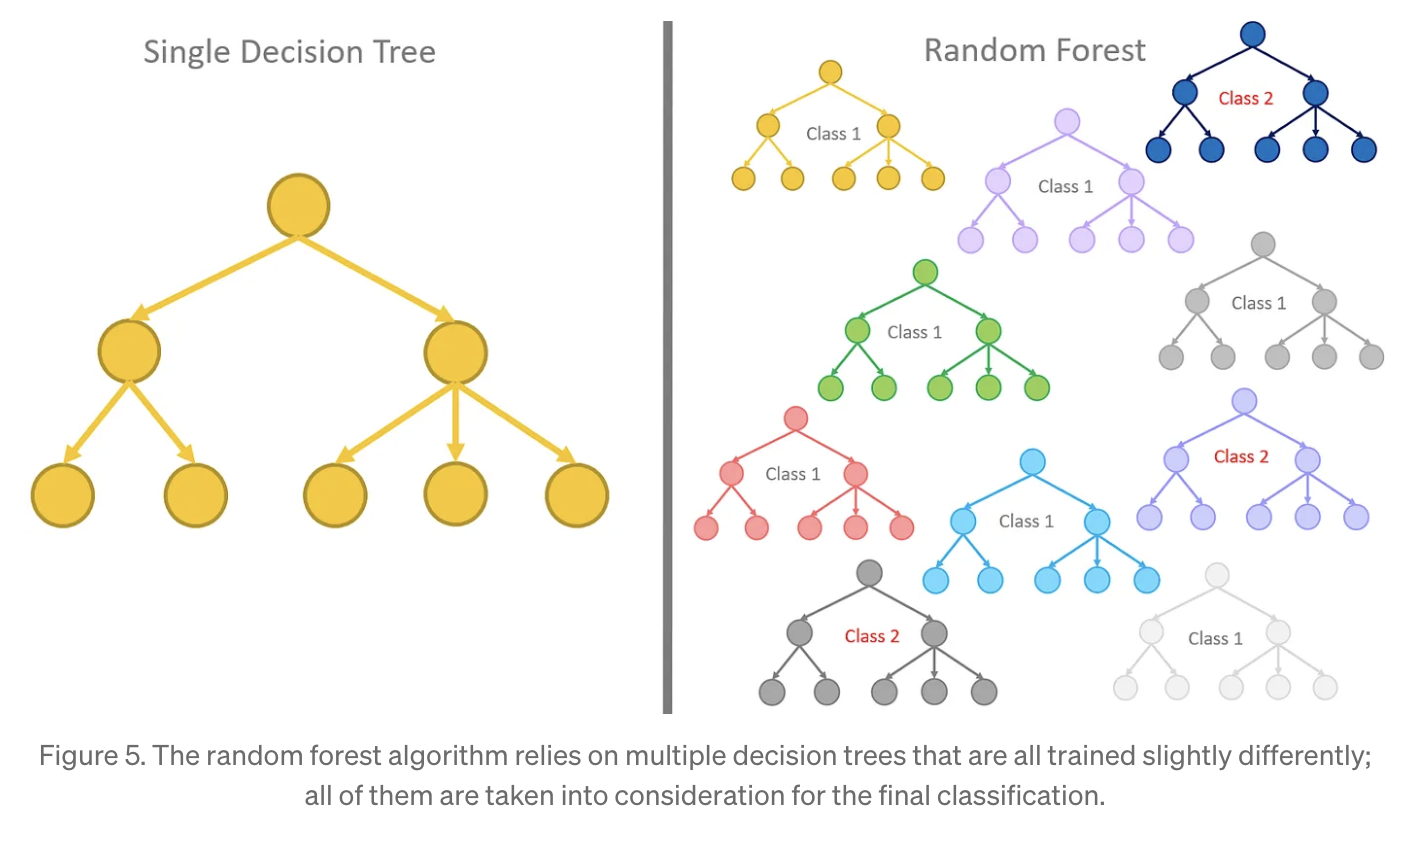 Single Decision Tree
Random Forest
Class 2
Class 1
Class 1
Class 1
Class 1
Class 2
Class 1
Class 1
Class 2
Class 1
Figure 5. The random forest algorithm relies on multiple decision trees that are all trained slightly differently;
all of them are taken into consideration for the final classification.